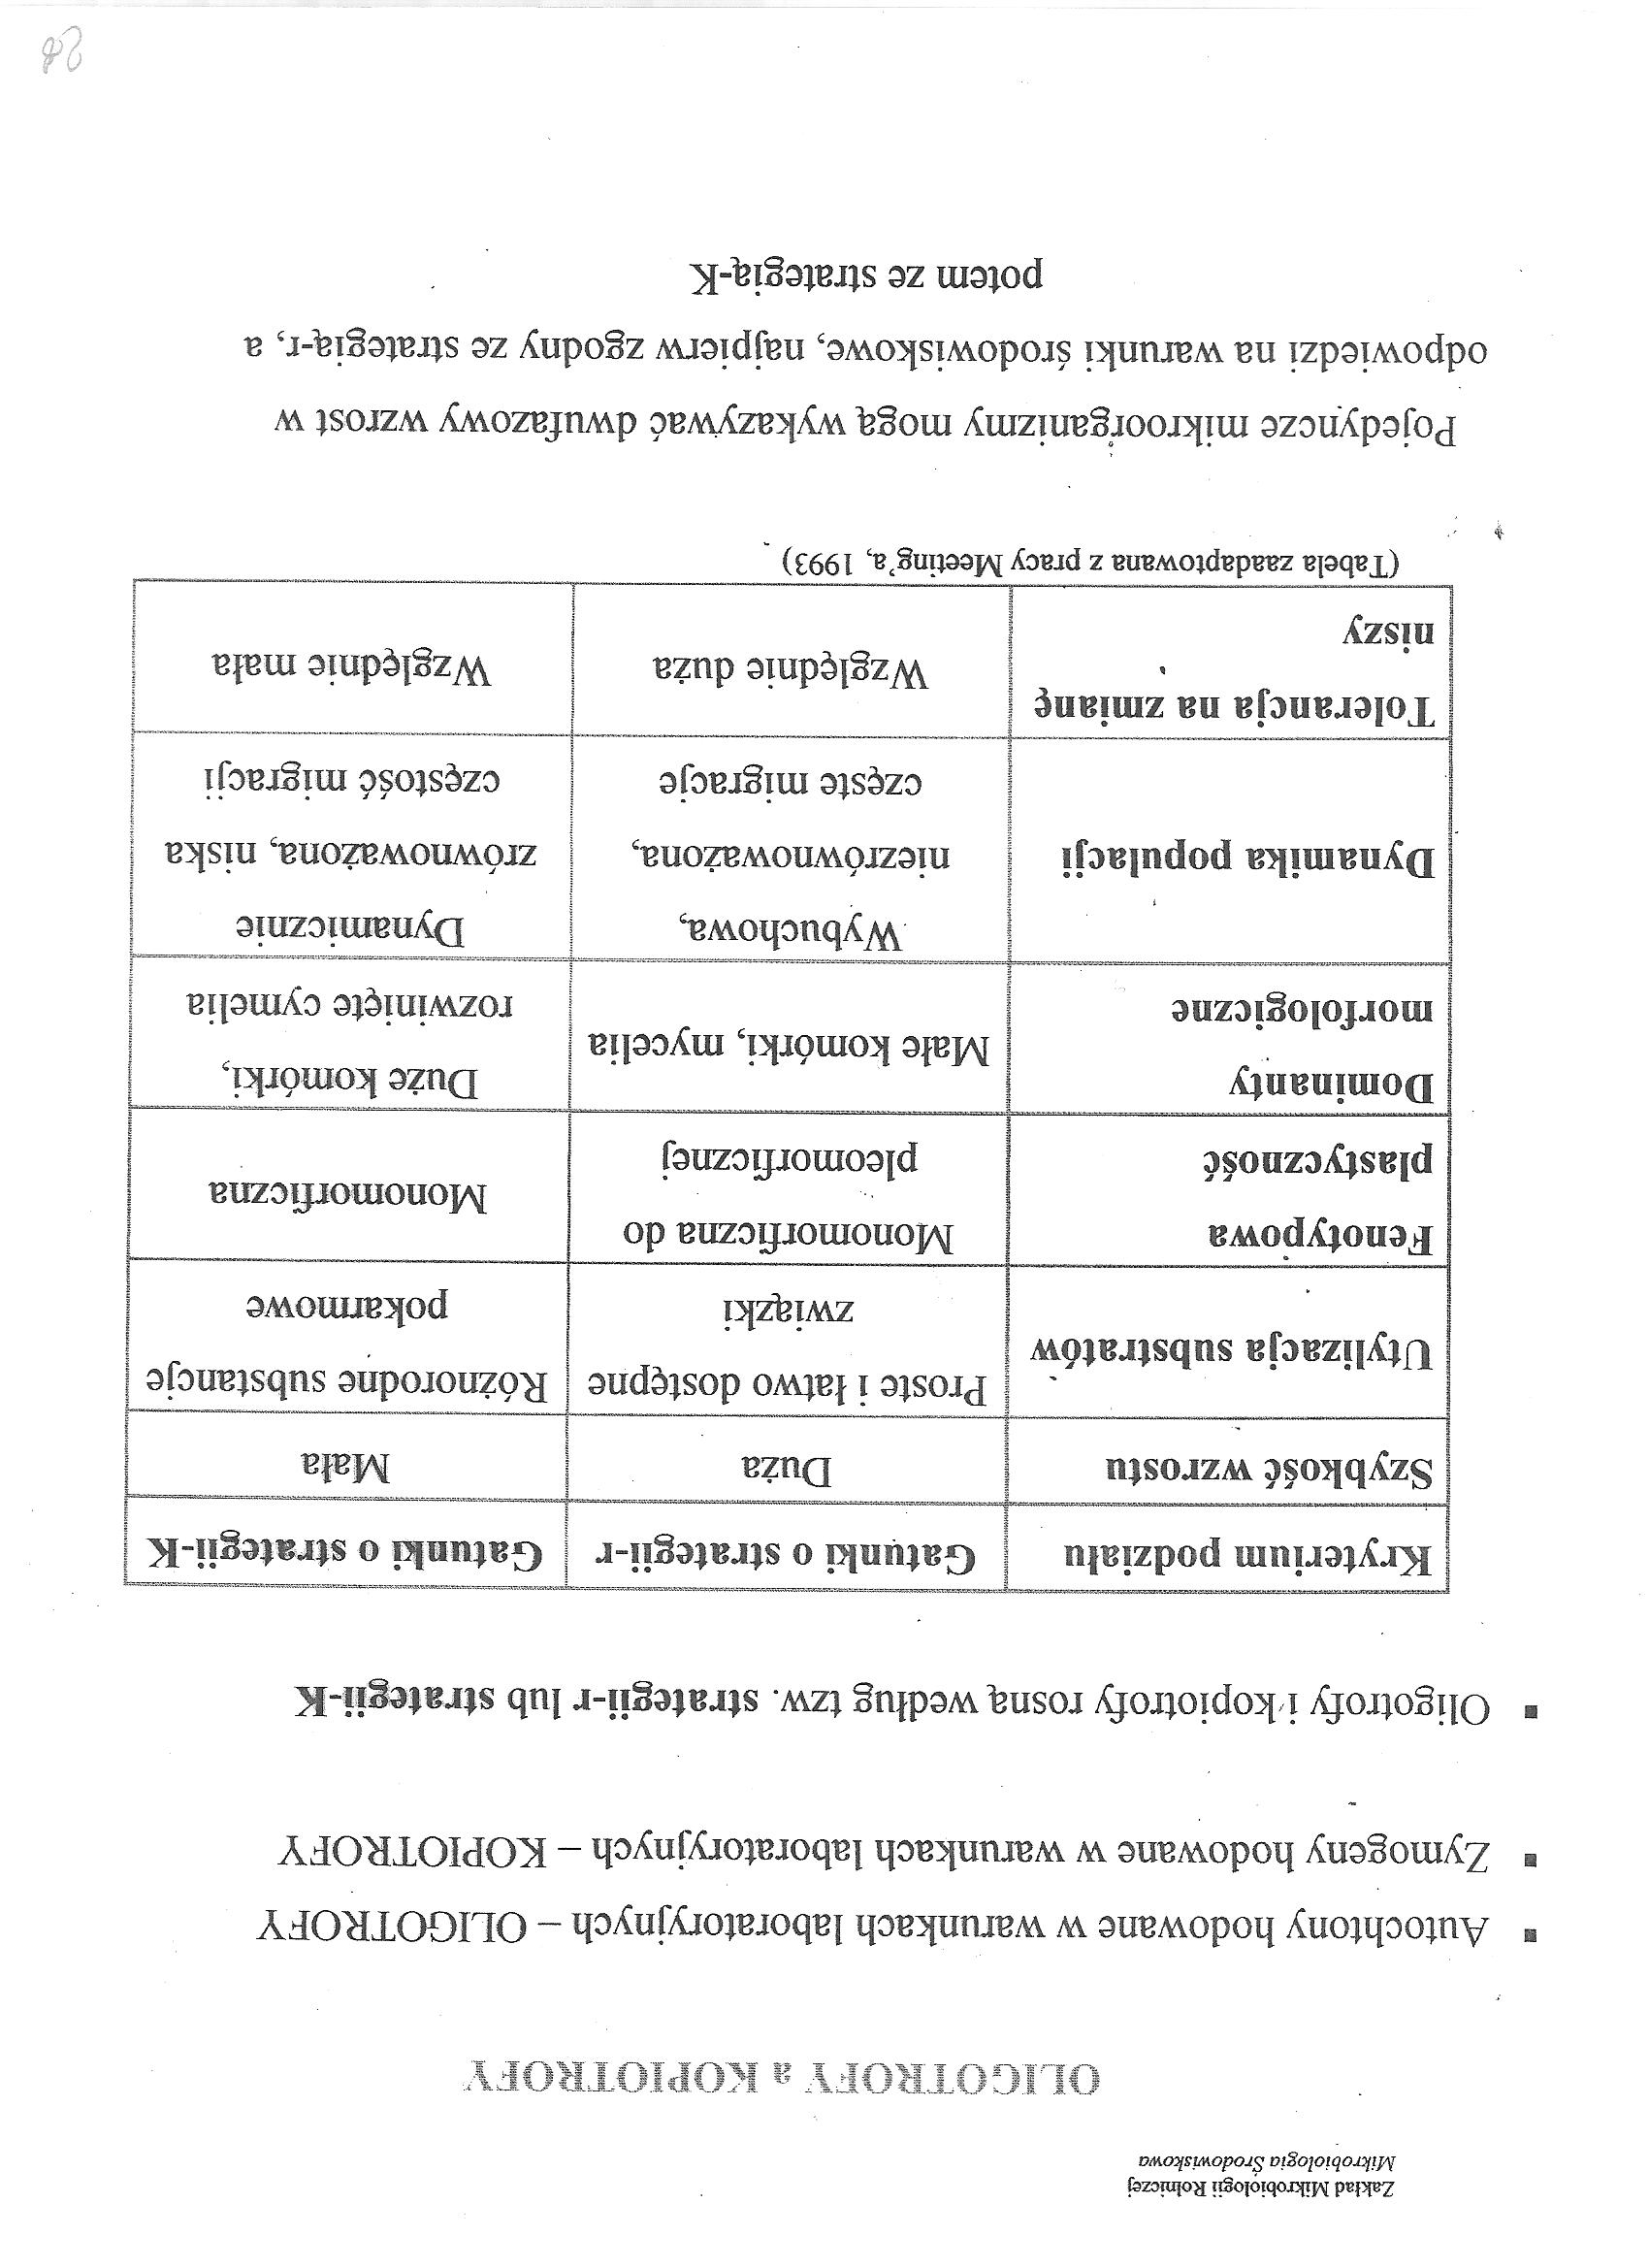 Zakład Mikrobiologii Rolniczej
Mikrobiologia Środowiskowa
OLIGOTROFY a KOPIOTROFY
▪ Autochtony hodowane w warunkach laboratoryjnych – OLIGOTROFY
▪ Zymogeny hodowane w warunkach laboratoryjnych – KOPIOTROFY
▪ Oligotrofy i kopiotrofy rosną według tzw. strategii-r lub strategii-K
Kryterium podziału Gatunki o strategii-r Gatunki o strategii-K
Szybkość wzrostu Duża Mała
Utylizacja substratów
Proste i łatwo dostępne
związki
Różnorodne substancje
pokarmowe
Fenotypowa
plastyczność
Monomorficzna do
pleomorficznej
Monomorficzna
Dominanty
morfologiczne
Małe komórki, mycelia
Duże komórki,
rozwinięte cymelia
Dynamika populacji
Wybuchowa,
niezrównoważona,
częste migracje
Dynamicznie
zrównoważona, niska
częstość migracji
Tolerancja na zmianę
niszy
Względnie duża
Względnie mała
(Tabela zaadaptowana z pracy Meeting'a, 1993)
Pojedyncze mikroorganizmy mogą wykazywać dwufazowy wzrost w
odpowiedzi na warunki środowiskowe, najpierw zgodny ze strategią-r, a
potem ze strategią-K